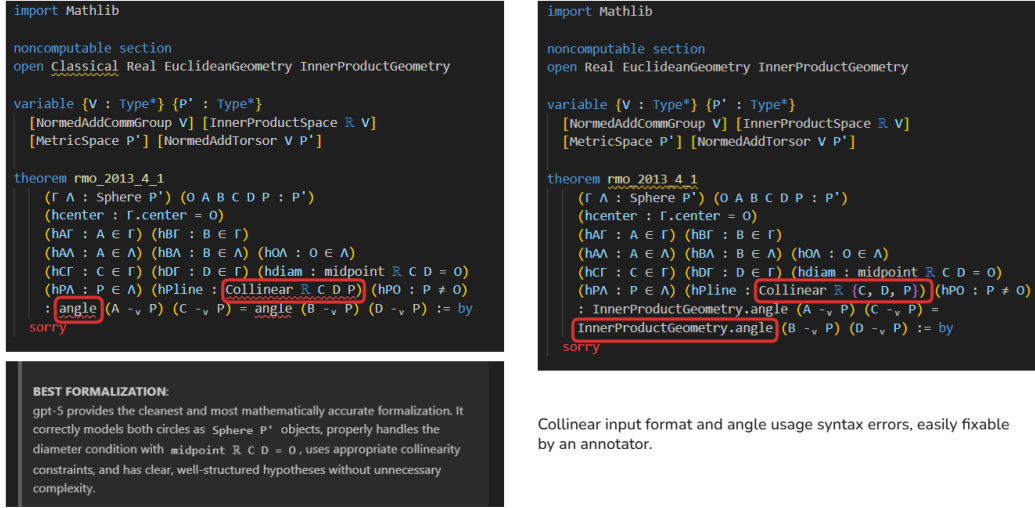 import Mathlib
noncomputable section
open Classical Real EuclideanGeometry InnerProductGeometry
variable {V : Type*} {P' : Type*}
[NormedAddCommGroup V] [InnerProductSpace ℝ V]
[MetricSpace P'] [NormedAddTorsor V P']
theorem rmo_2013_4_1
(Γ Λ : Sphere P') (O A B C D P : P')
(hcenter : Γ.center = O)
(hAΓ : A ∈ Γ) (hBΓ : B ∈ Γ)
(hAΛ : A ∈ Λ) (hBΛ : B ∈ Λ) (hOΛ : O ∈ Λ)
(hCΓ : C ∈ Γ) (hDΓ : D ∈ Γ) (hdiam : midpoint ℝ C D = O)
(hPΛ : P ∈ Λ) (hPline : Collinear ℝ C D P) (hPO : P ≠ O)
: angle (A -ᵥ P) (C -ᵥ P) = angle (B -ᵥ P) (D -ᵥ P) := by
sorry
BEST FORMALIZATION:
gpt-5 provides the cleanest and most mathematically accurate formalization. It
correctly models both circles as Sphere P' objects, properly handles the
diameter condition with midpoint ℝ C D = O, uses appropriate collinearity
constraints, and has clear, well-structured hypotheses without unnecessary
complexity.
import Mathlib
noncomputable section
open Real EuclideanGeometry InnerProductGeometry
variable {V : Type*} {P' : Type*}
[NormedAddCommGroup V] [InnerProductSpace ℝ V]
[MetricSpace P'] [NormedAddTorsor V P']
theorem rmo_2013_4_1
(Γ Λ : Sphere P') (O A B C D P : P')
(hcenter : Γ.center = O)
(hAΓ : A ∈ Γ) (hBΓ : B ∈ Γ)
(hAΛ : A ∈ Λ) (hBΛ : B ∈ Λ) (hOΛ : O ∈ Λ)
(hCΓ : C ∈ Γ) (hDΓ : D ∈ Γ) (hdiam : midpoint ℝ C D = O)
(hPΛ : P ∈ Λ) (hPline : Collinear ℝ {C, D, P}) (hPO : P ≠ O)
: InnerProductGeometry.angle (A -ᵥ P) (C -ᵥ P) =
InnerProductGeometry.angle (B -ᵥ P) (D -ᵥ P) := by
sorry
Collinear input format and angle usage syntax errors, easily fixable
by an annotator.